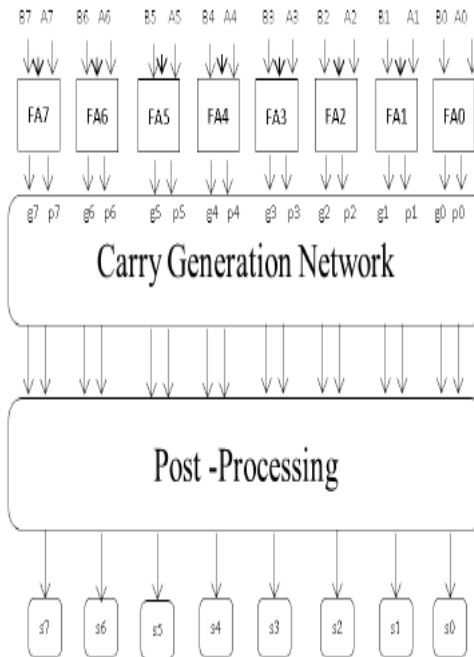 B7 A7 B6 A6 B5 A5 B4 A4 B3 A3 B2 A2 B1 A1 B0 A0
FA7 FA6 FA5 FA4 FA3 FA2 FA1 FA0
g7 p7 g6 p6 g5 p5 g4 p4 g3 p3 g2 p2 g1 p1 g0 p0
Carry Generation Network
Post -Processing
s7 s6 s5 s4 s3 s2 s1 s0